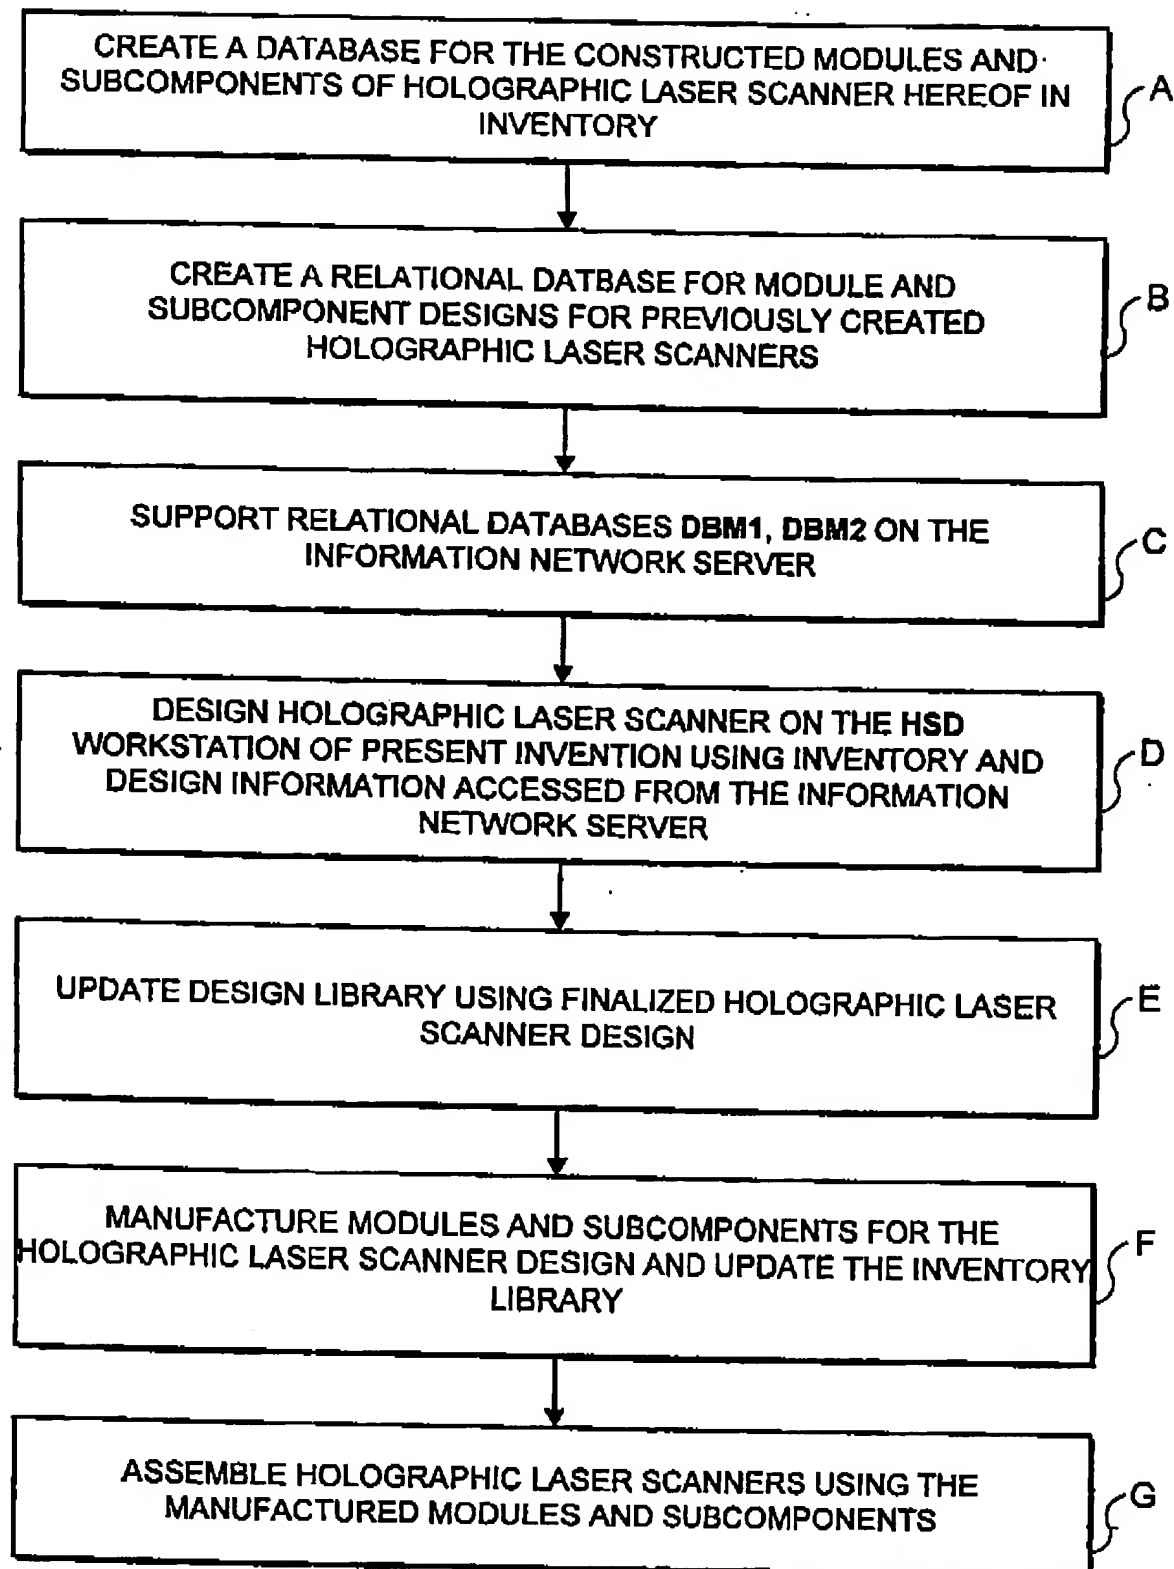 CREATE A DATABASE FOR THE CONSTRUCTED MODULES AND
SUBCOMPONENTS OF HOLOGRAPHIC LASER SCANNER HEREOF IN
INVENTORY
A
CREATE A RELATIONAL DATBASE FOR MODULE AND
SUBCOMPONENT DESIGNS FOR PREVIOUSLY CREATED
HOLOGRAPHIC LASER SCANNERS
B
SUPPORT RELATIONAL DATABASES DBM1, DBM2 ON THE
INFORMATION NETWORK SERVER
C
DESIGN HOLOGRAPHIC LASER SCANNER ON THE HSD
WORKSTATION OF PRESENT INVENTION USING INVENTORY AND
DESIGN INFORMATION ACCESSED FROM THE INFORMATION
NETWORK SERVER
D
UPDATE DESIGN LIBRARY USING FINALIZED HOLOGRAPHIC LASER
SCANNER DESIGN
E
MANUFACTURE MODULES AND SUBCOMPONENTS FOR THE
HOLOGRAPHIC LASER SCANNER DESIGN AND UPDATE THE INVENTORY
LIBRARY
F
ASSEMBLE HOLOGRAPHIC LASER SCANNERS USING THE
MANUFACTURED MODULES AND SUBCOMPONENTS
G